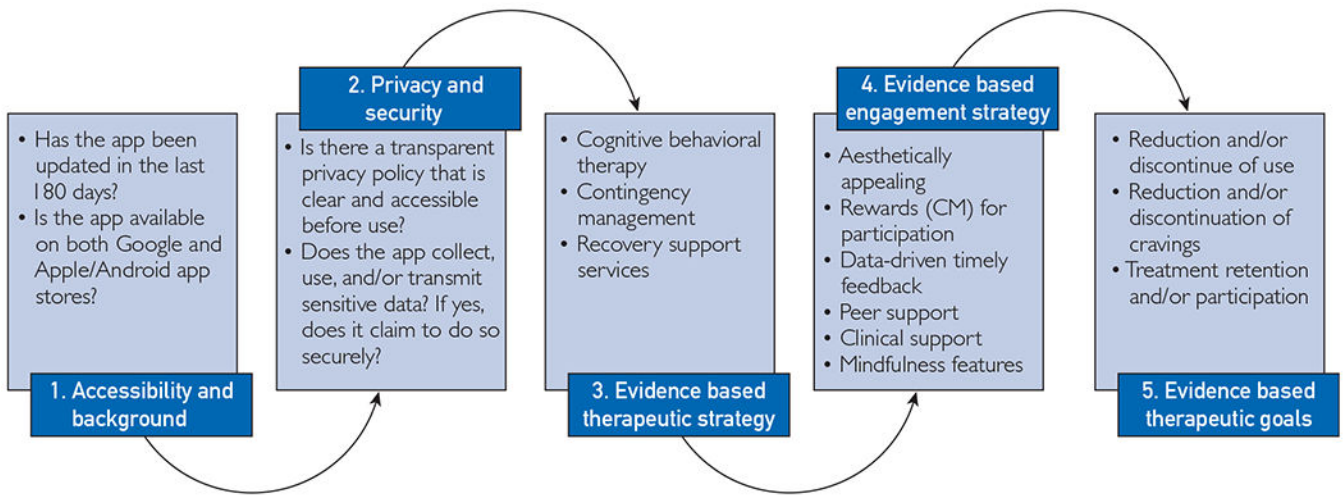 • Has the app been
updated in the last
180 days?
• Is the app available
on both Google and
Apple/Android app
stores?
1. Accessibility and
background
2. Privacy and
security
• Is there a transparent
privacy policy that is
clear and accessible
before use?
• Does the app collect,
use, and/or transmit
sensitive data? If yes,
does it claim to do so
securely?
• Cognitive behavioral
therapy
• Contingency
management
• Recovery support
services
3. Evidence based
therapeutic strategy
4. Evidence based
engagement strategy
• Aesthetically
appealing
• Rewards (CM) for
participation
• Data-driven timely
feedback
• Peer support
• Clinical support
• Mindfulness features
• Reduction and/or
discontinue of use
• Reduction and/or
discontinuation of
cravings
• Treatment retention
and/or participation
5. Evidence based
therapeutic goals